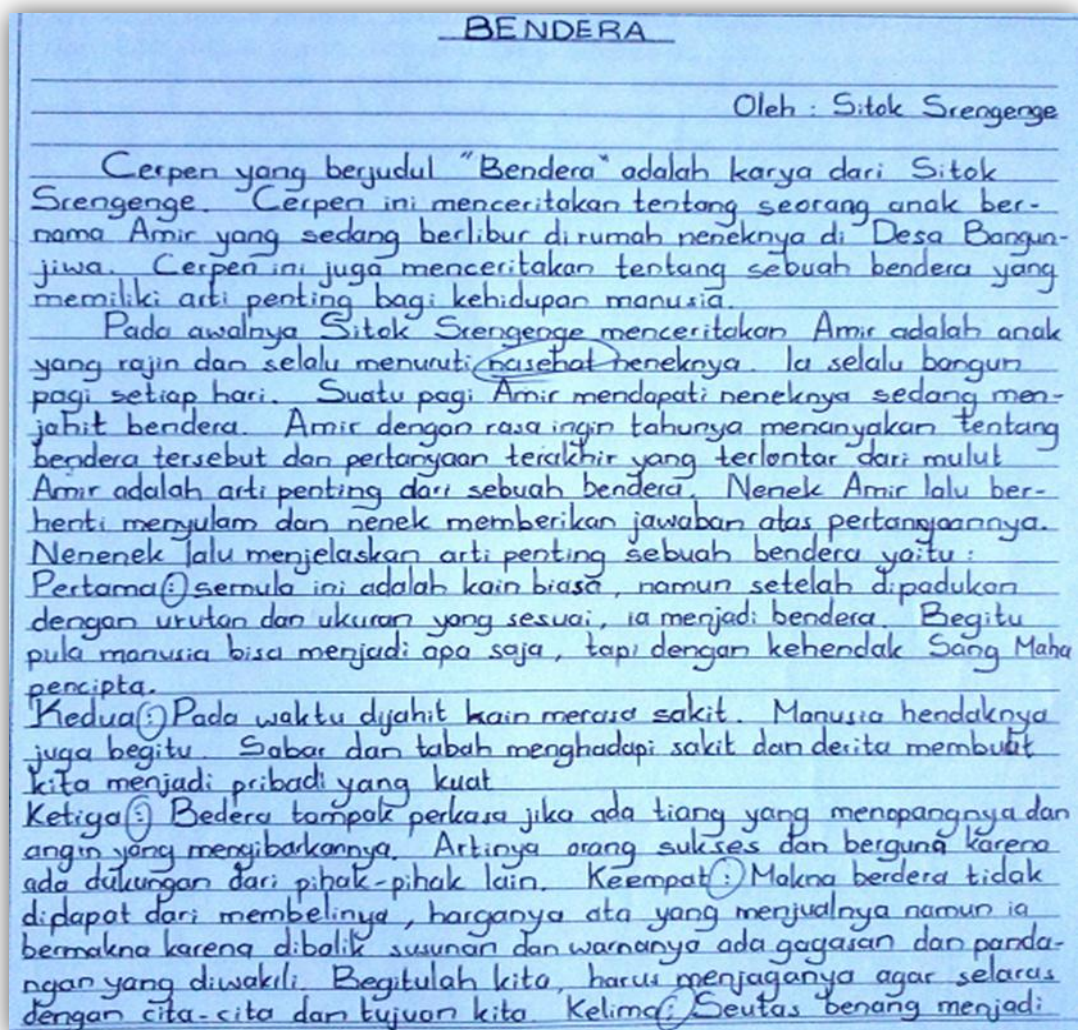 BENDERA
Oleh : Sitok Srengenge
Cerpen yang berjudul "Bendera" adalah karya dari Sitok
Srengenge. Cerpen ini menceritakan tentang seorang anak ber-
nama Amir yang sedang berlibur dirumah neneknya di Desa Bangun-
jiwa. Cerpen ini juga menceritakan tentang sebuah bendera yang
memiliki arti penting bagi kehidupan manusia.
Pada awalnya Sitok Srengenge menceritakan Amir adalah anak
yang rajin dan selalu menuruti nasehat neneknya. Ia selalu bangun
pagi setiap hari. Suatu pagi Amir mendapati neneknya sedang men-
jahit bendera. Amir dengan rasa ingin tahunya menanyakan tentang
bendera tersebut dan pertanyaan terakhir yang terlontar dari mulut
Amir adalah arti penting dari sebuah bendera. Nenek Amir lalu ber-
henti menyulam dan nenek memberikan jawaban atas pertanyaannya.
Nenenek lalu menjelaskan arti penting sebuah bendera yaitu :
Pertama : semula ini adalah kain biasa, namun setelah dipadukan
dengan urutan dan ukuran yang sesuai, ia menjadi bendera. Begitu
pula manusia bisa menjadi apa saja, tapi dengan kehendak Sang Maha
pencipta.
Kedua : Pada waktu dijahit kain merasa sakit. Manusia hendaknya
juga begitu. Sabar dan tabah menghadapi sakit dan derita membuat
kita menjadi pribadi yang kuat
Ketiga : Bedera tampak perkasa jika ada tiang yang menopangnya dan
angin yang mengibarkannya. Artinya orang sukses dan berguna karena
ada dukungan dari pihak-pihak lain. Keempat : Makna berdera tidak
didapat dari membelinya, harganya ata yang menjualnya namun ia
bermakna karena dibalik susunan dan warnanya ada gagasan dan panda-
ngan yang diwakili. Begitulah kita, harus menjaganya agar selaras
dengan cita-cita dan tujuan kita. Kelima : Seutas benang menjadi